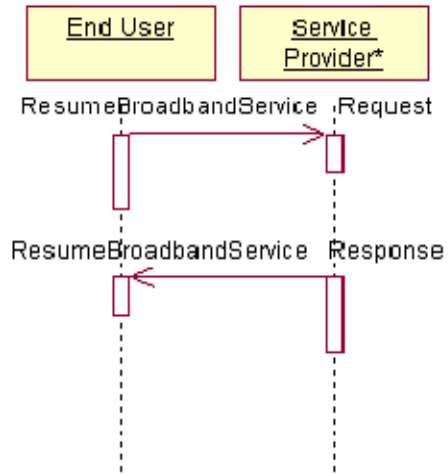 End User
Service
Provider*
ResumeBroadbandService Request
ResumeBroadbandService Response